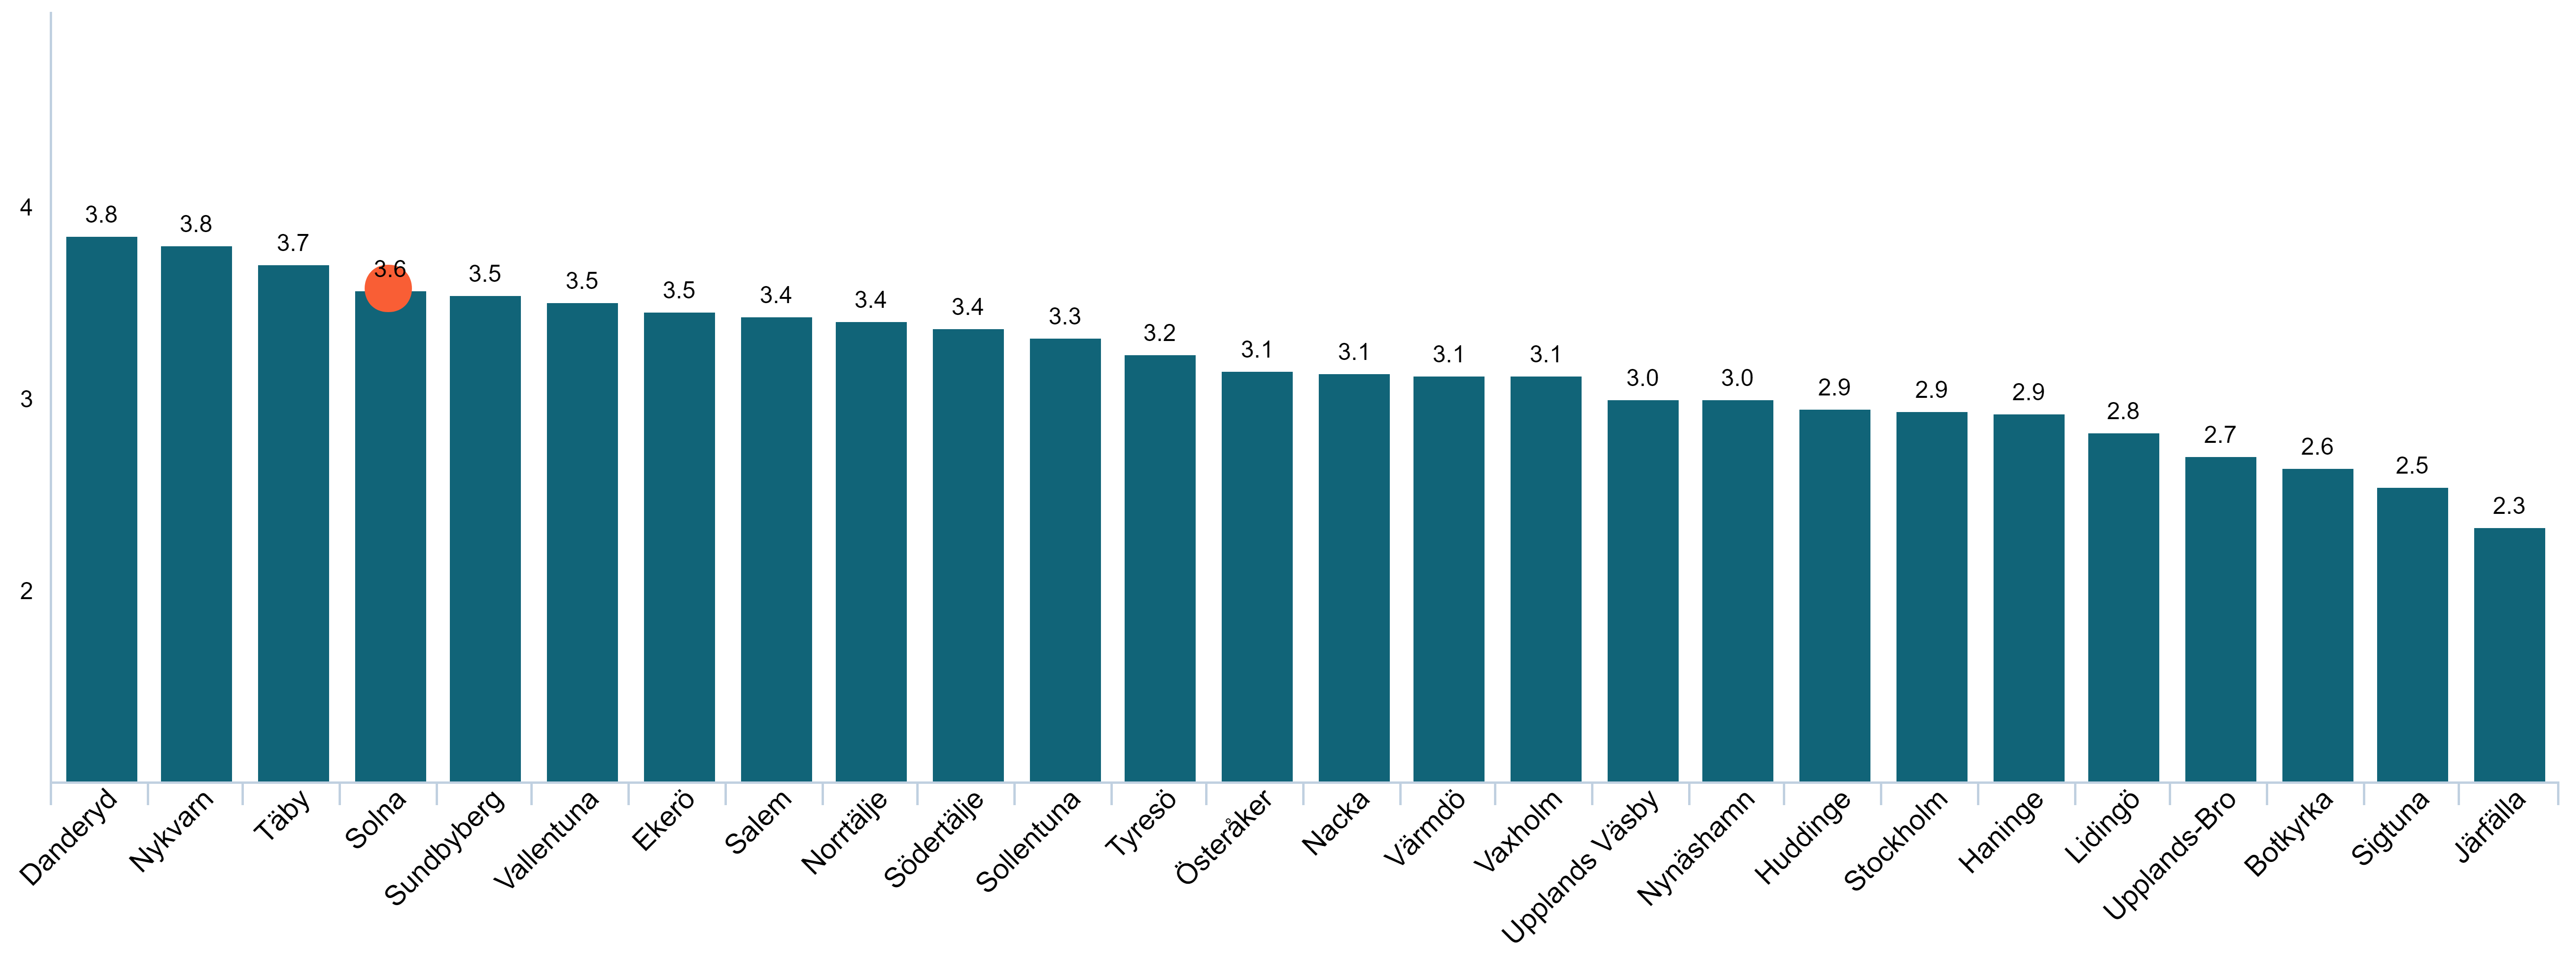 4
3
2
3.8
3.8
3.7
3.6
3.5
3.5
3.5
3.4
3.4
3.4
3.3
3.2
3.1
3.1
3.1
3.1
3.0
3.0
2.9
2.9
2.9
2.8
2.7
2.6
2.5
2.3
Danderyd
Nykvarn
Täby
Solna
Sundbyberg
Vallentuna
Ekerö
Salem
Norrtälje
Södertälje
Sollentuna
Tyresö
Österåker
Nacka
Värmdö
Vaxholm
Upplands Väsby
Nynäshamn
Huddinge
Stockholm
Haninge
Lidingö
Upplands-Bro
Botkyrka
Sigtuna
Järfälla